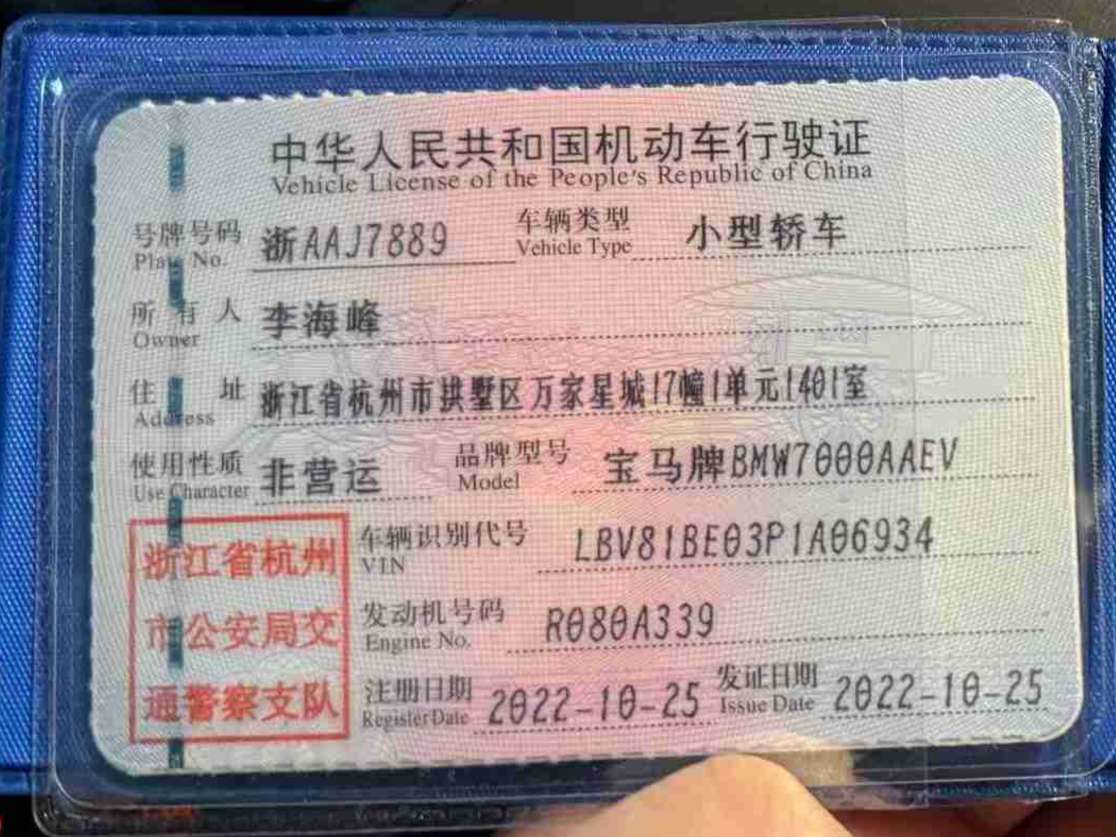 中华人民共和国机动车行驶证
Vehicle License of the People's Republic of China
号牌号码 浙AAJ7889 车辆类型 小型轿车
Plate No. Vehicle Type
所有人 李海峰
Owner
住址 浙江省杭州市拱墅区万家星城17幢1单元1401室
Address
使用性质 非营运 品牌型号 宝马牌BMW7000AAEV
Use Character Model
浙江省杭州
市公安局交
通警察支队
车辆识别代号 LBV81BE03P1A06934
VIN
发动机号码 R080A339
Engine No.
注册日期 2022-10-25 发证日期 2022-10-25
Register Date Issue Date